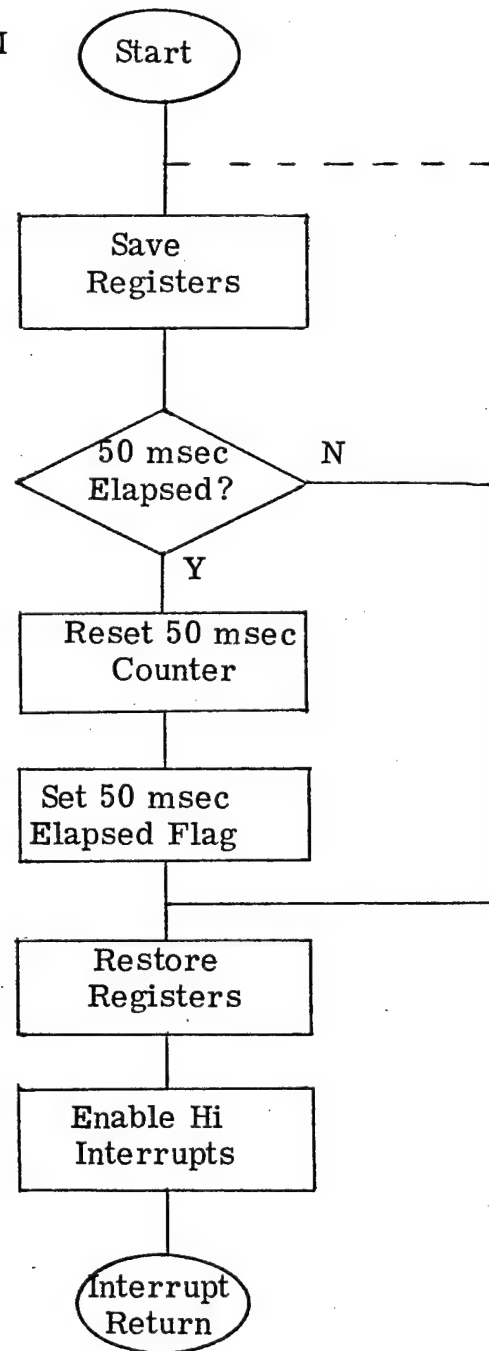 Start
Save
Registers
50 msec
Elapsed?
N
Y
Reset 50 msec
Counter
Set 50 msec
Elapsed Flag
Restore
Registers
Enable Hi
Interrupts
Interrupt
Return